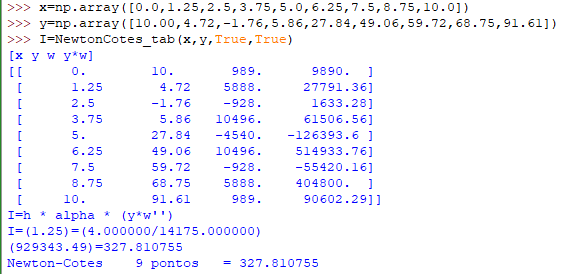 >>> x=np.array([0.0,1.25,2.5,3.75,5.0,6.25,7.5,8.75,10.0])
>>> y=np.array([10.00,4.72,-1.76,5.86,27.84,49.06,59.72,68.75,91.61])
>>> I=NewtonCotes_tab(x,y,True,True)
[x y w y*w]
[[ 0. 10. 989. 9890. ]
[ 1.25 4.72 5888. 27791.36]
[ 2.5 -1.76 -928. 1633.28]
[ 3.75 5.86 10496. 61506.56]
[ 5. 27.84 -4540. -126393.6 ]
[ 6.25 49.06 10496. 514933.76]
[ 7.5 59.72 -928. -55420.16]
[ 8.75 68.75 5888. 404800. ]
[ 10. 91.61 989. 90602.29]]
I=h * alpha * (y*w'')
I=(1.25)=(4.000000/14175.000000)
(929343.49)=327.810755
Newton-Cotes 9 pontos = 327.810755